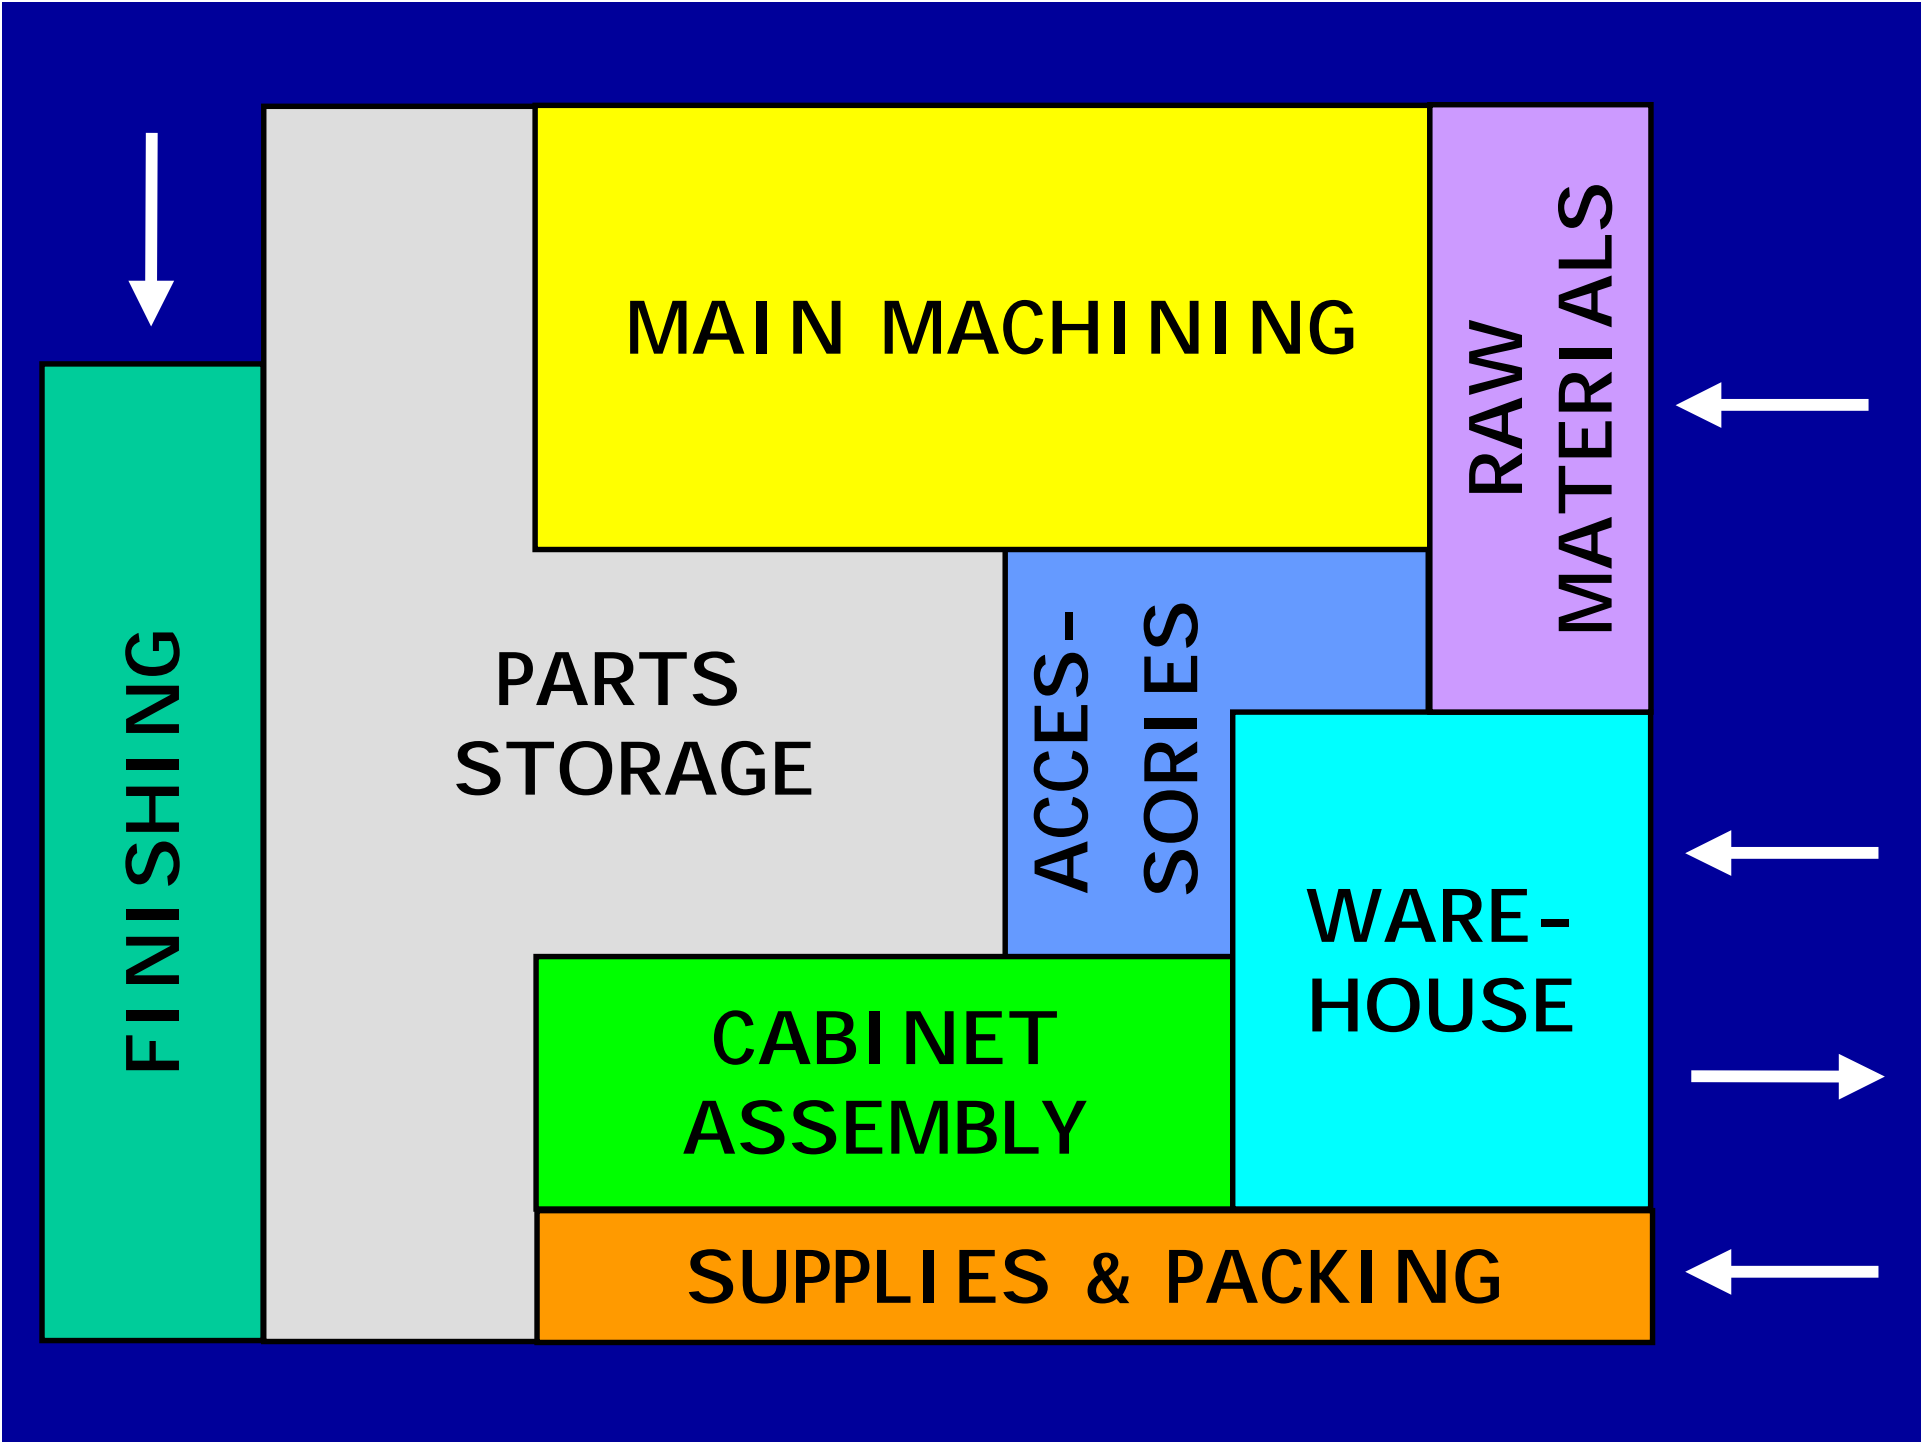 MAIN MACHINING
RAW
MATERIALS
FINISHING
PARTS
STORAGE
ACCES-
SORIES
WARE-
HOUSE
CABINET
ASSEMBLY
SUPPLIES & PACKING